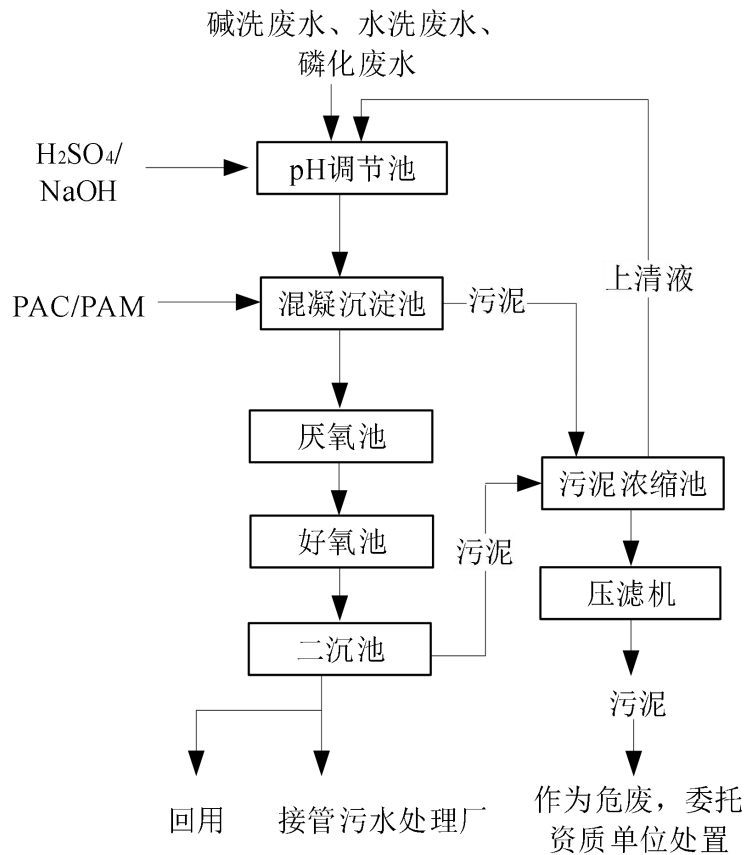 碱洗废水、水洗废水、
磷化废水
H₂SO₄/
NaOH
pH调节池
上清液
PAC/PAM
混凝沉淀池
污泥
厌氧池
污泥浓缩池
好氧池
污泥
压滤机
二沉池
污泥
回用
接管污水处理厂
作为危废，委托
资质单位处置